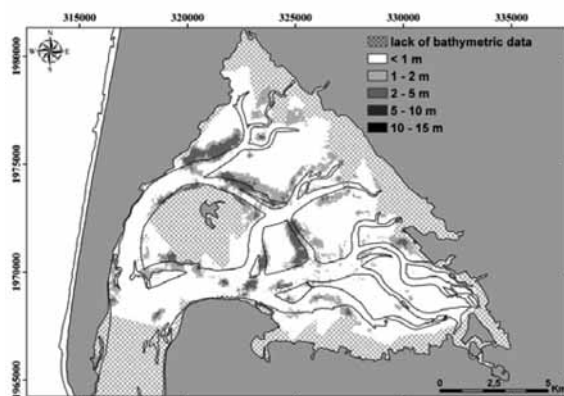 315000 320000 325000 330000 335000
N
W E
S
1980000
1975000
1970000
1965000
lack of bathymetric data
< 1 m
1 - 2 m
2 - 5 m
5 - 10 m
10 - 15 m
0 2,5 5
Km